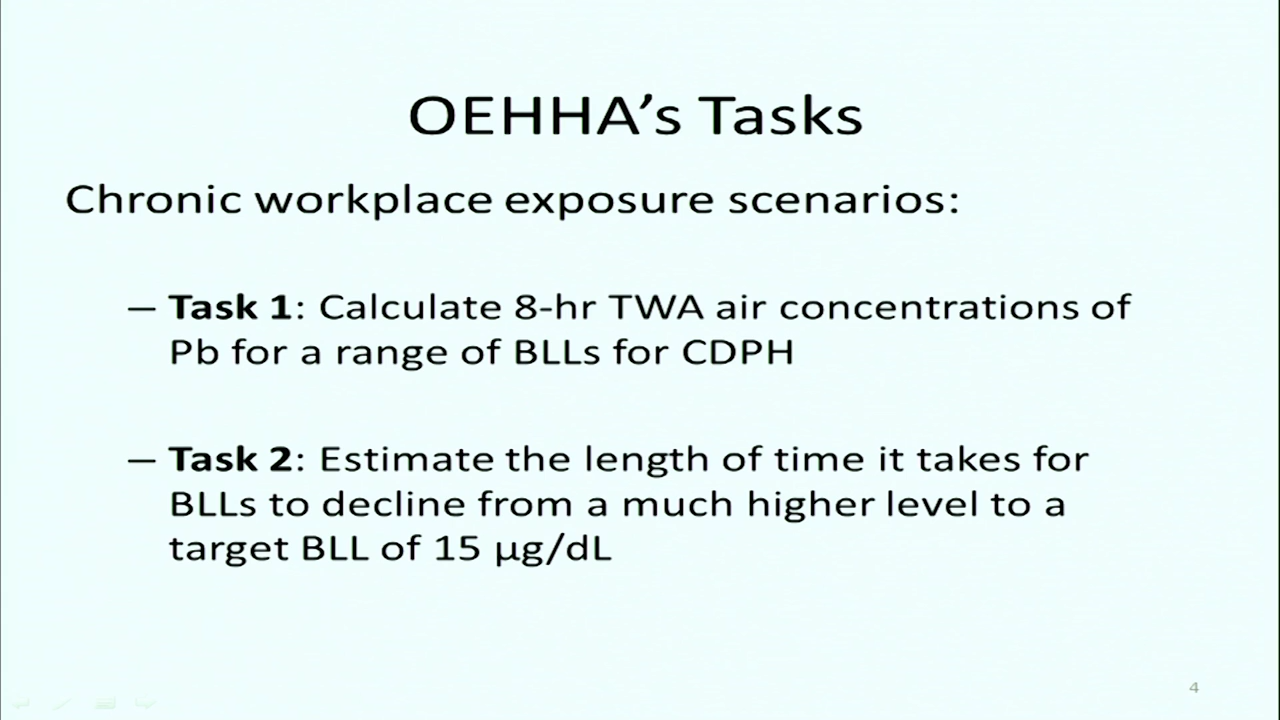 OEHHA’s Tasks
Chronic workplace exposure scenarios:
– Task 1: Calculate 8-hr TWA air concentrations of
Pb for a range of BLLs for CDPH
– Task 2: Estimate the length of time it takes for
BLLs to decline from a much higher level to a
target BLL of 15 µg/dL
4